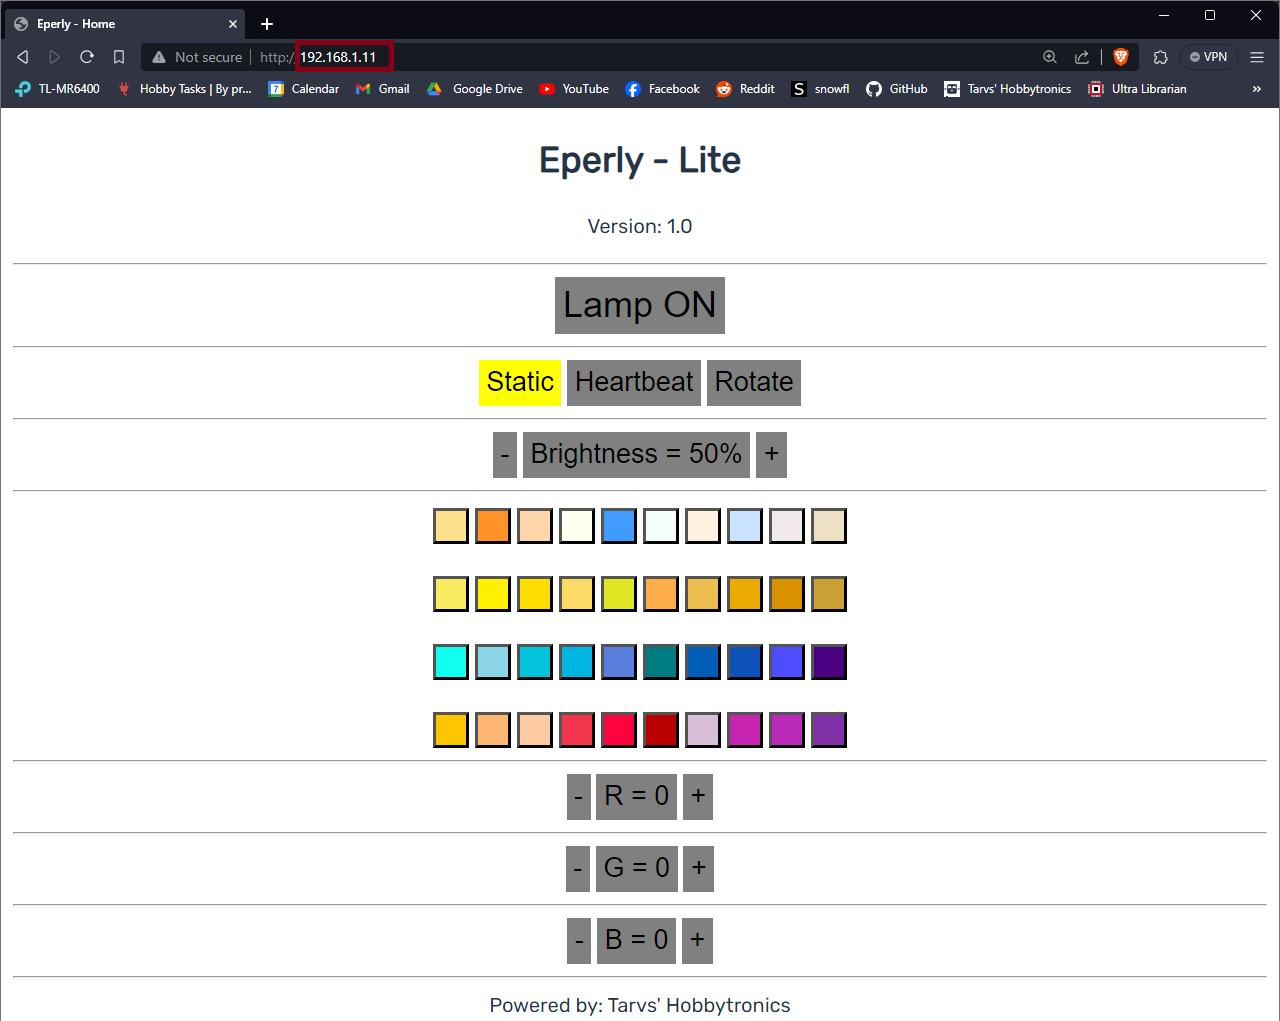 Eperly - Home
Not secure http://192.168.1.11 VPN
TL-MR6400 Hobby Tasks | By pr... Calendar Gmail Google Drive YouTube Facebook Reddit snowfl GitHub Tarvs' Hobbytronics Ultra Librarian »
Eperly - Lite
Version: 1.0
Lamp ON
Static Heartbeat Rotate
- Brightness = 50% +
- R = 0 +
- G = 0 +
- B = 0 +
Powered by: Tarvs' Hobbytronics